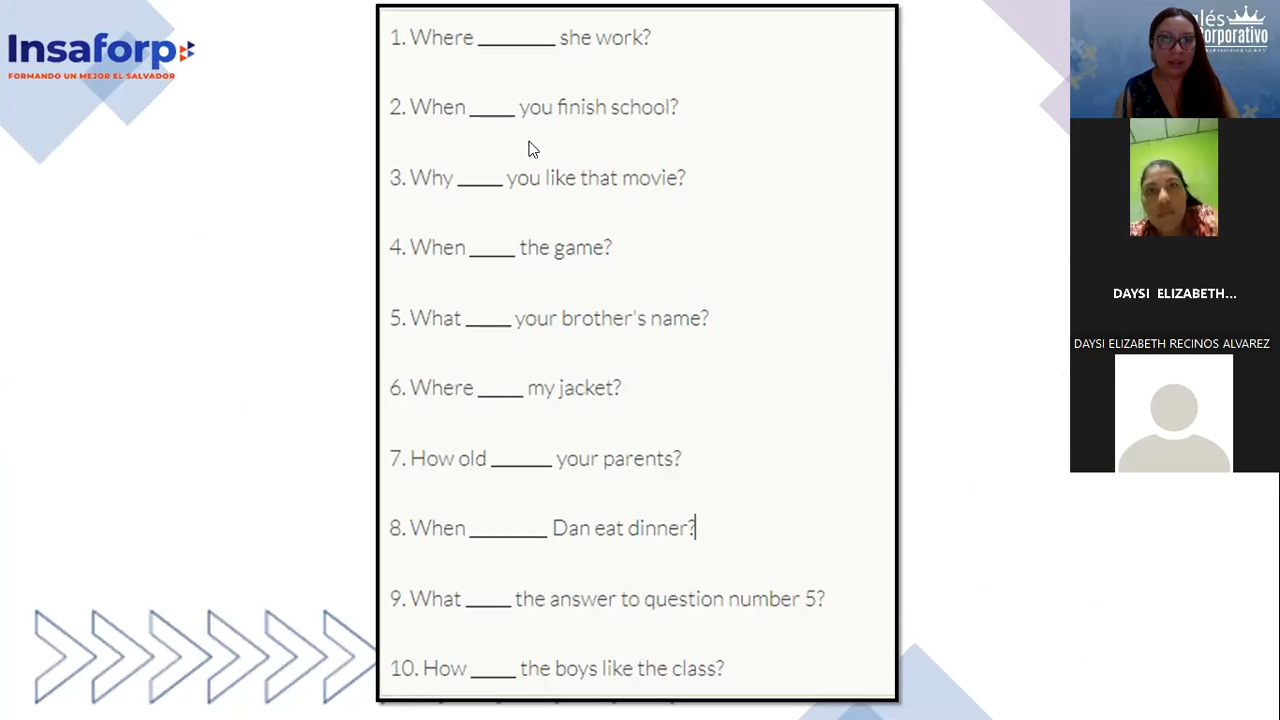 Insaforp
FORMANDO UN MEJOR EL SALVADOR
1. Where ________ she work?
2. When _____ you finish school?
3. Why _____ you like that movie?
4. When _____ the game?
5. What _____ your brother's name?
6. Where _____ my jacket?
7. How old _______ your parents?
8. When ________ Dan eat dinner?
9. What _____ the answer to question number 5?
10. How _____ the boys like the class?
DAYSI ELIZABETH...
DAYSI ELIZABETH RECINOS ALVAREZ